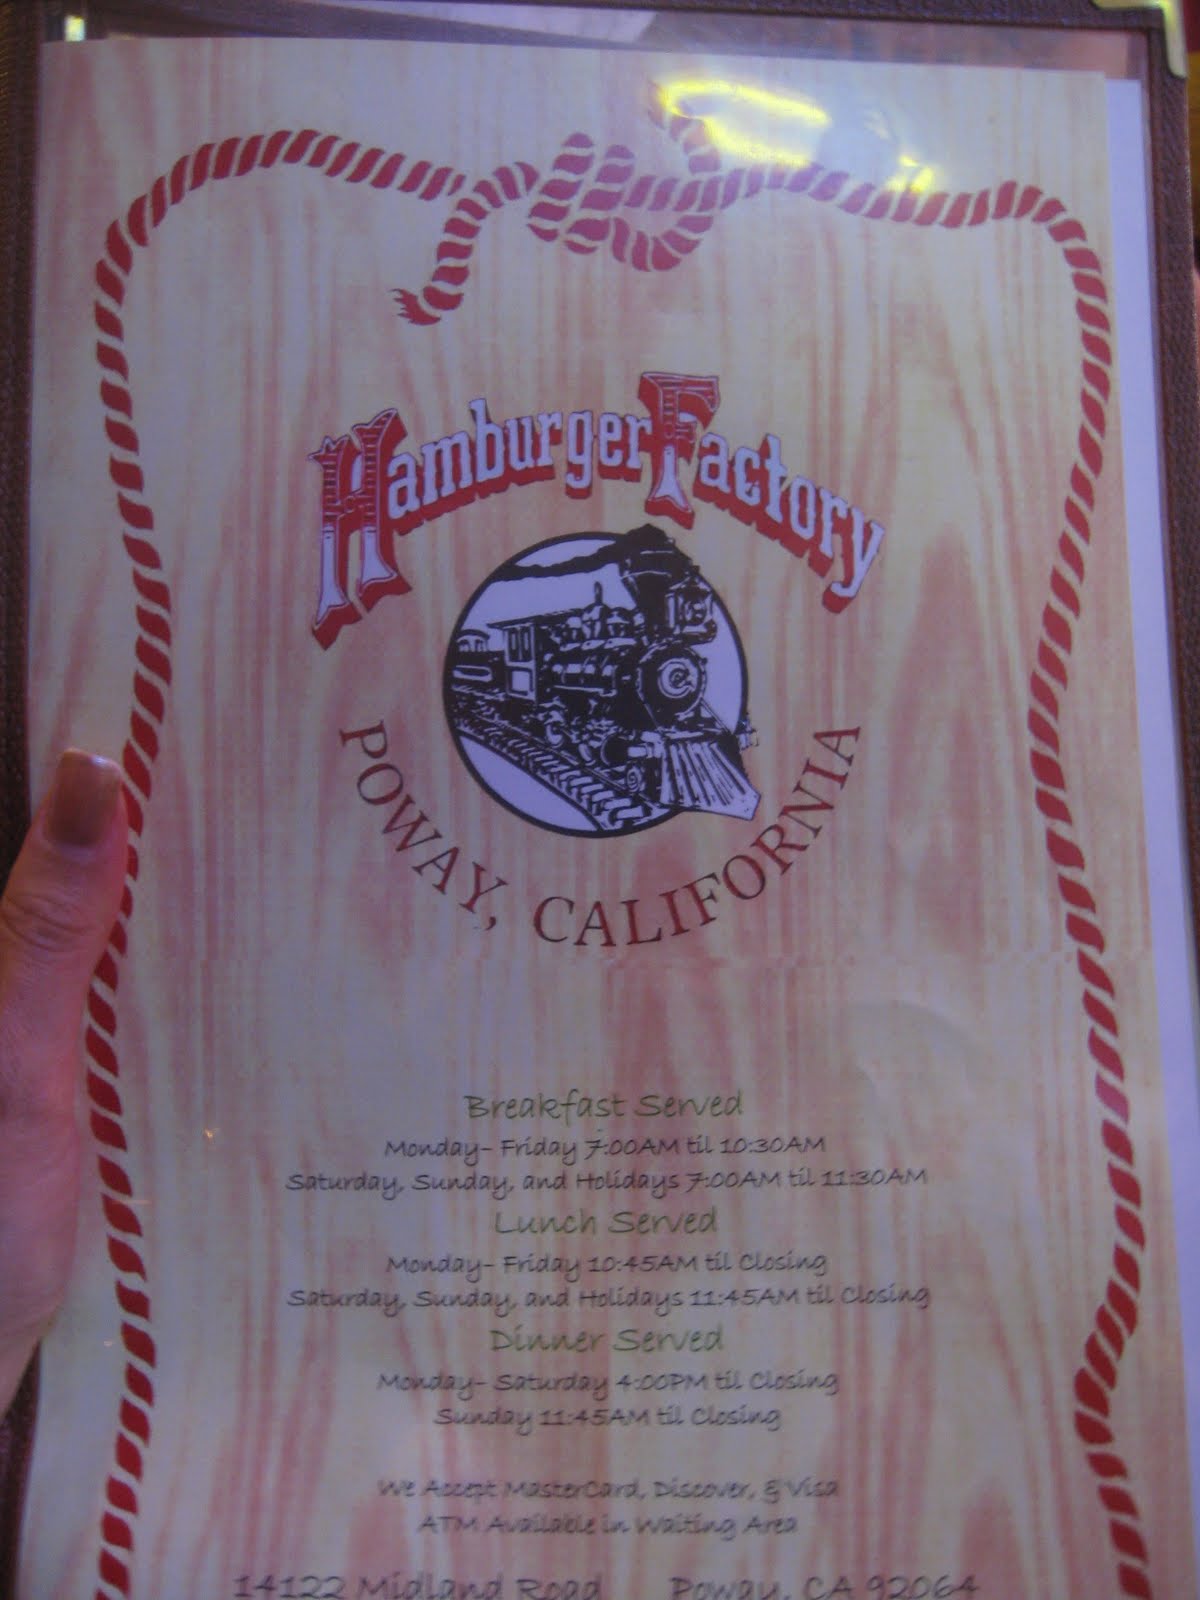 Hamburger Factory
POWAY, CALIFORNIA
Breakfast Served
Monday- Friday 7:00AM til 10:30AM
Saturday, Sunday, and Holidays 7:00AM til 11:30AM
Lunch Served
Monday- Friday 10:45AM til Closing
Saturday, Sunday, and Holidays 11:45AM til Closing
Dinner Served
Monday- Saturday 4:00PM til Closing
Sunday 11:45AM til Closing
We Accept MasterCard, Discover, & Visa
ATM Available in Waiting Area
14122 Midland Road Poway, CA 92064